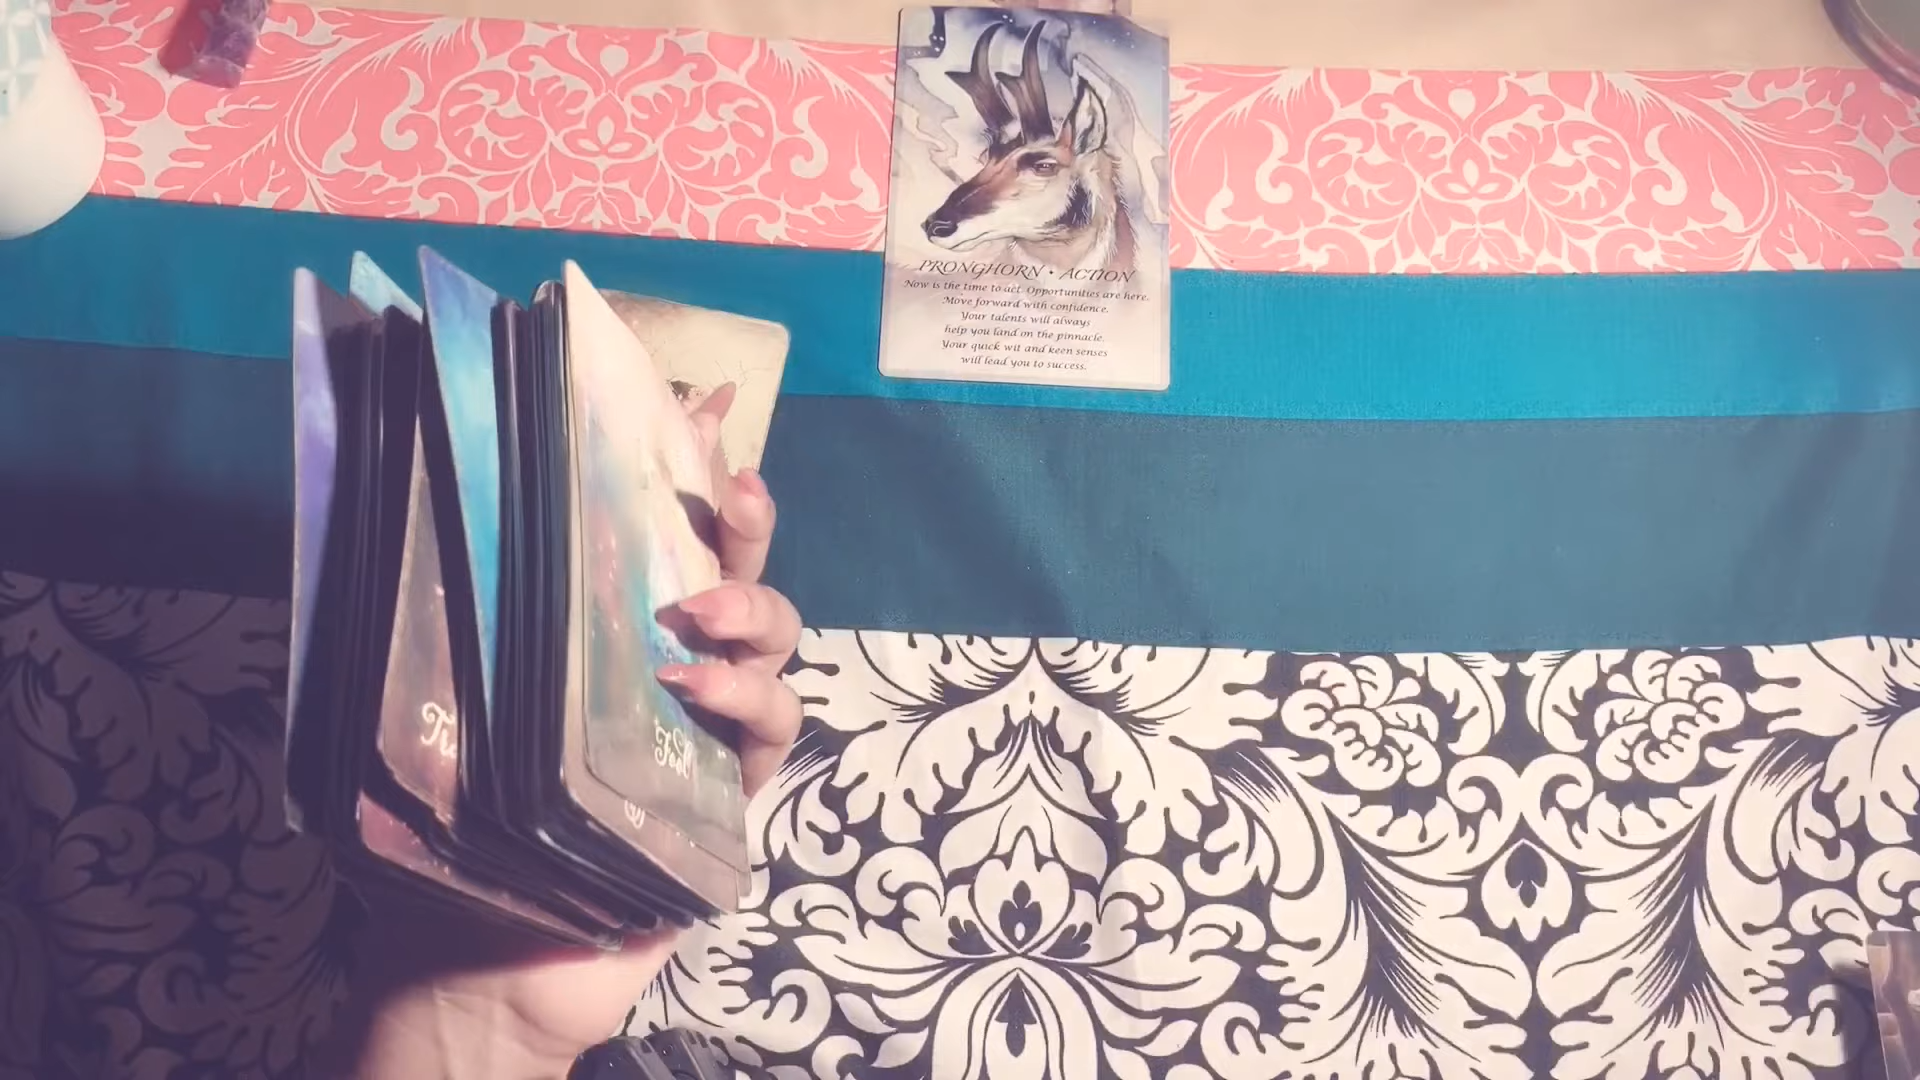 PRONGHORN • ACTION
Now is the time to act. Opportunities are here.
Move forward with confidence.
Your talents will always
help you land on the pinnacle.
Your quick wit and keen senses
will lead you to success.
Fool